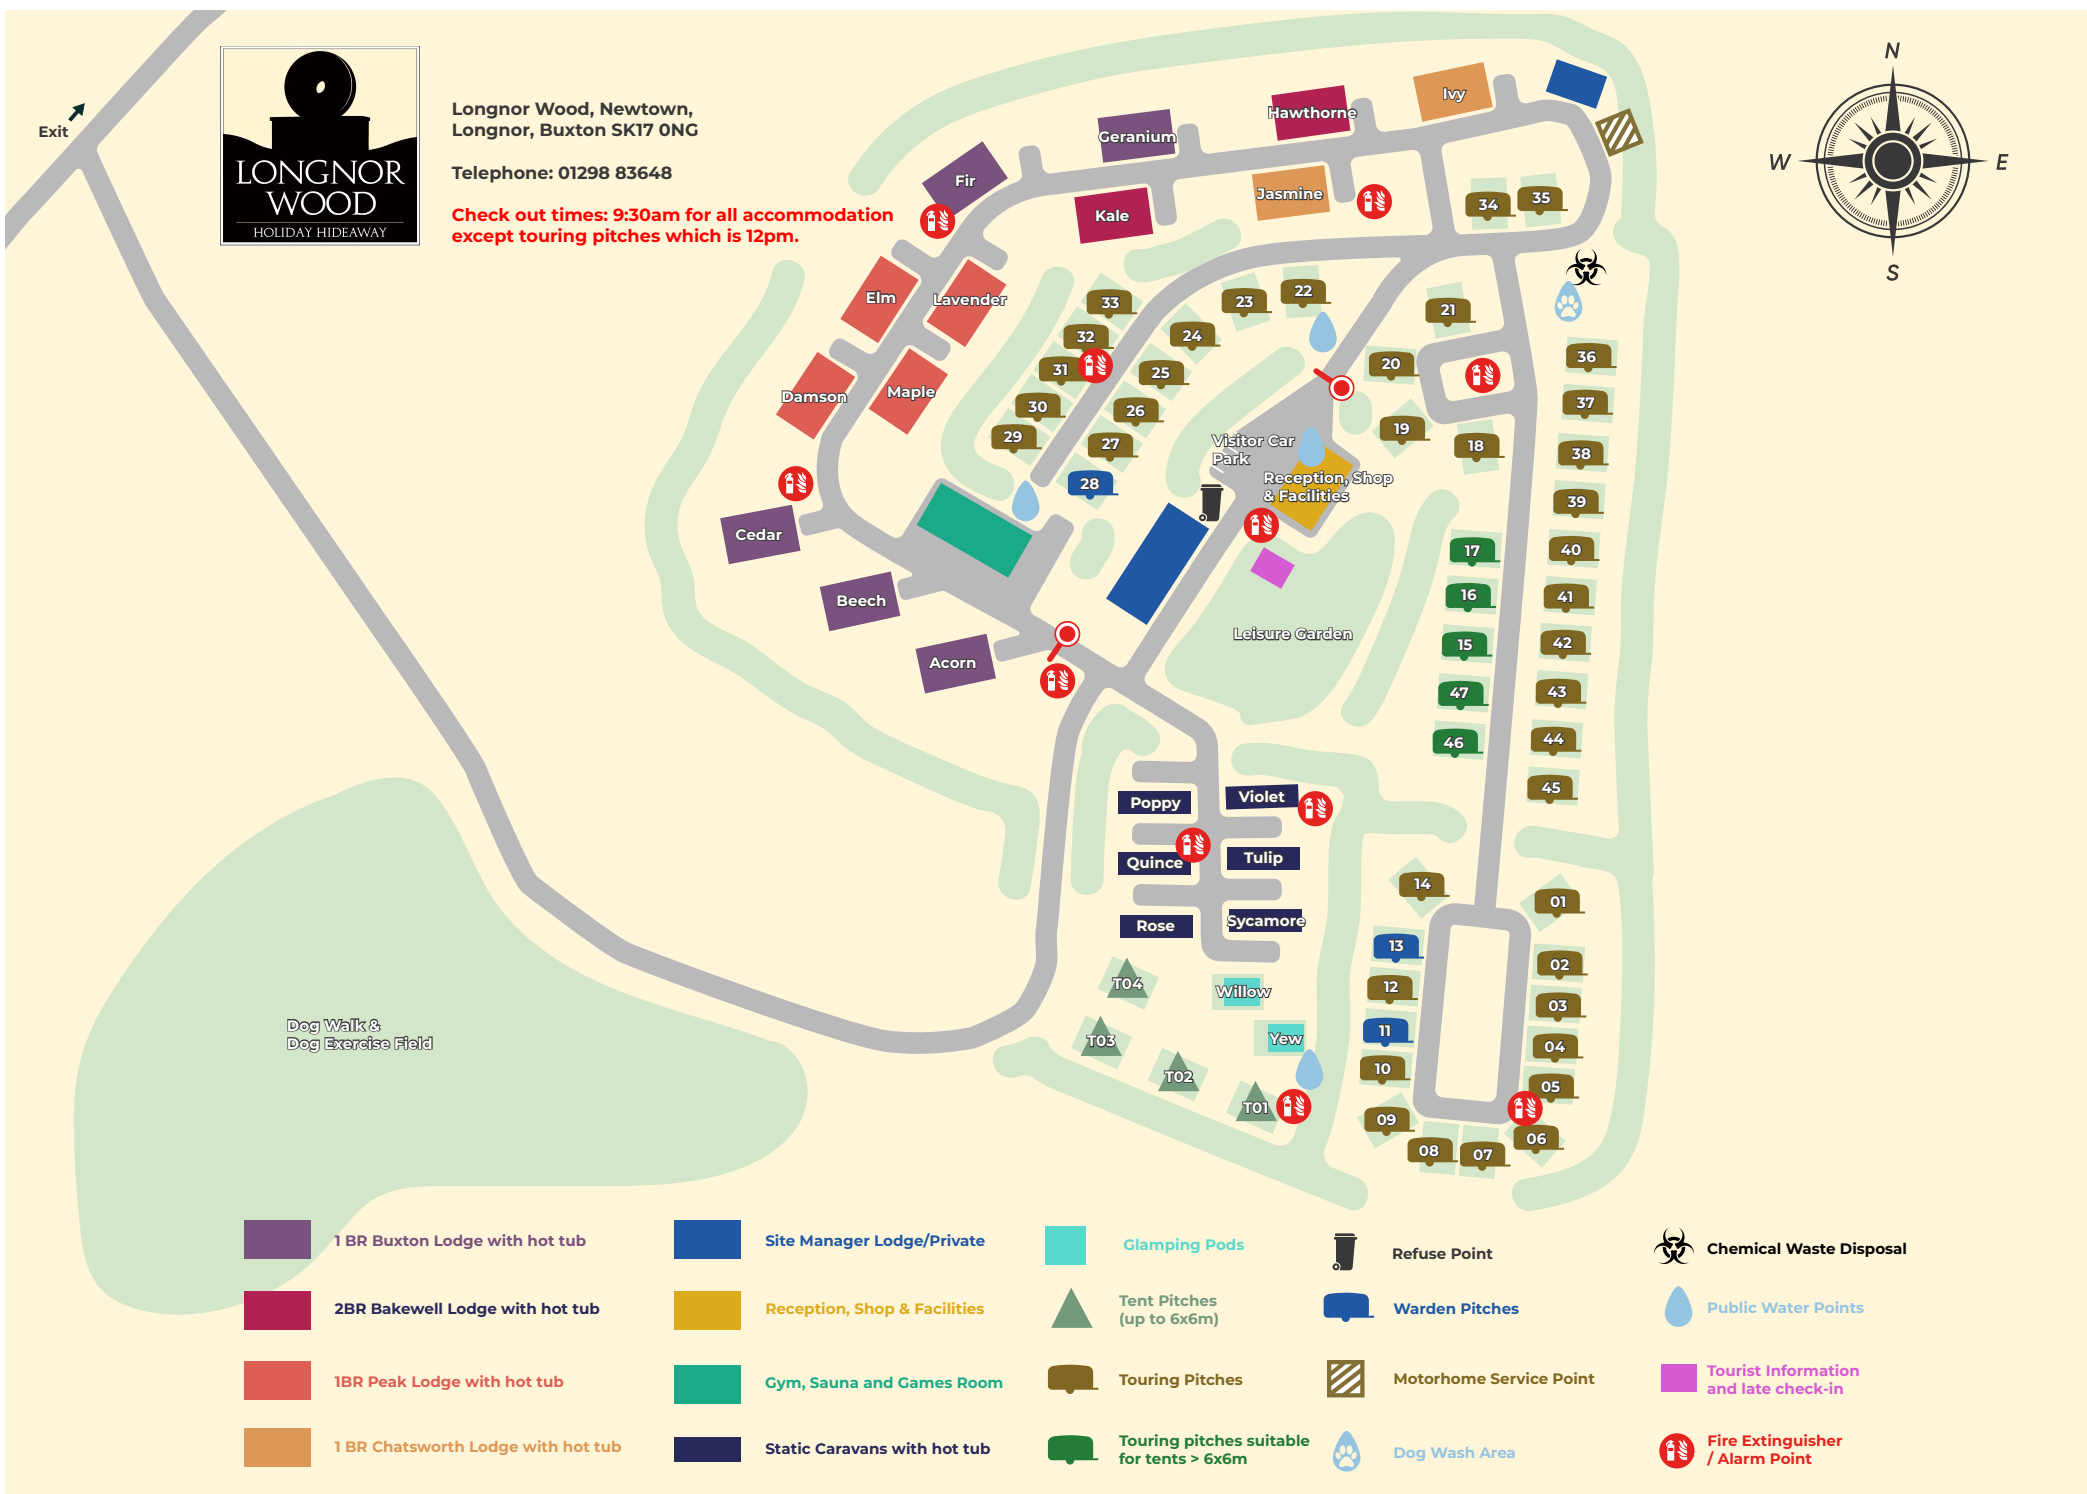 Exit
LONGNOR
WOOD
HOLIDAY HIDEAWAY
Longnor Wood, Newtown,
Longnor, Buxton SK17 0NG
Telephone: 01298 83648
Check out times: 9:30am for all accommodation
except touring pitches which is 12pm.
N
W
E
S
Ivy
Hawthorne
Geranium
Fir
Jasmine
Kale
34
35
Elm
Lavender
Damson
Maple
33
32
31
30
29
22
23
24
25
26
27
28
21
20
19
18
36
37
38
39
40
41
42
43
44
45
Visitor Car
Park
Reception, Shop
& Facilities
Cedar
Beech
Acorn
Leisure Garden
17
16
15
47
46
Poppy
Violet
Quince
Tulip
Rose
Sycamore
14
13
12
11
10
09
08
07
06
05
04
03
02
01
T04
T03
T02
T01
Willow
Yew
Dog Walk &
Dog Exercise Field
1 BR Buxton Lodge with hot tub
2BR Bakewell Lodge with hot tub
1BR Peak Lodge with hot tub
1 BR Chatsworth Lodge with hot tub
Site Manager Lodge/Private
Reception, Shop & Facilities
Gym, Sauna and Games Room
Static Caravans with hot tub
Glamping Pods
Tent Pitches
(up to 6x6m)
Touring Pitches
Touring pitches suitable
for tents > 6x6m
Refuse Point
Warden Pitches
Motorhome Service Point
Dog Wash Area
Chemical Waste Disposal
Public Water Points
Tourist Information
and late check-in
Fire Extinguisher
/ Alarm Point